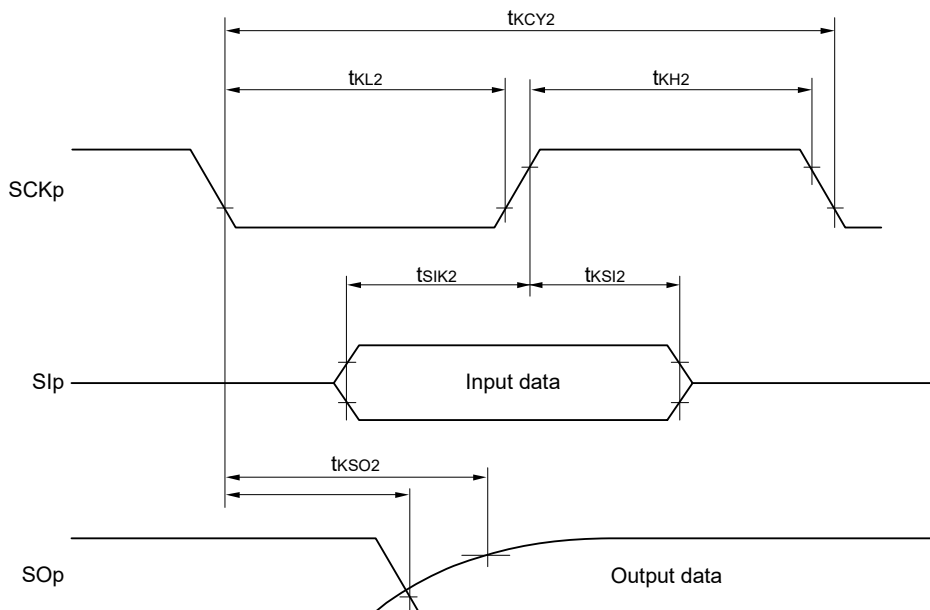 tKCY2
tKL2
tKH2
SCKp
tSIK2
tKSI2
SIp
Input data
tKSO2
SOp
Output data